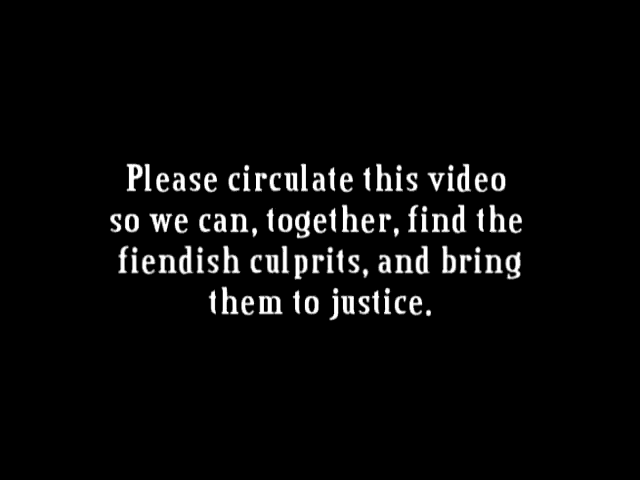 Please circulate this video
so we can, together, find the
fiendish culprits, and bring
them to justice.